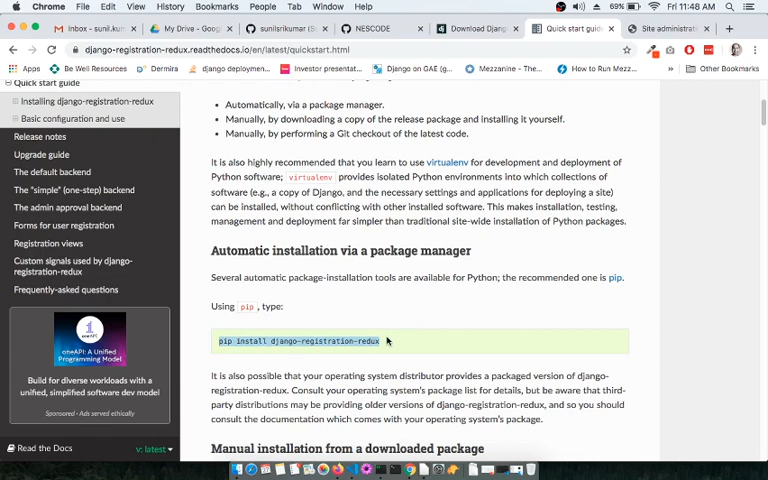 Chrome File Edit View History Bookmarks People Tab Window Help 69% Fri 11:48 AM
Inbox - sunil.kum
My Drive - Google
sunilsrikumar (Su
NESCODE
Download Djang
Quick start guide
Site administrat
django-registration-redux.readthedocs.io/en/latest/quickstart.html
Apps
Be Well Resources
Dermira
django deploymen...
Investor presentat...
Django on GAE (g...
Mezzanine - The...
How to Enable Acc...
Other Bookmarks
Quick start guide
Installing django-registration-redux
Basic configuration and use
Release notes
Upgrade guide
The default backend
The "simple" (one-step) backend
The admin approval backend
Forms for user registration
Registration views
Custom signals used by django-
registration-redux
Frequently-asked questions
oneAPI: A Unified
Programming Model
Build for diverse workloads with a
unified, simplified software dev model
Sponsored · Ads served ethically
Read the Docs
v: latest
Automatically, via a package manager.
Manually, by downloading a copy of the release package and installing it yourself.
Manually, by performing a Git checkout of the latest code.
It is also highly recommended that you learn to use virtualenv for development and deployment of
Python software; virtualenv provides isolated Python environments into which collections of
software (e.g., a copy of Django, and the necessary settings and applications for deploying a site)
can be installed, without conflicting with other installed software. This makes installation, testing,
management and deployment far simpler than traditional site-wide installation of Python packages.
Automatic installation via a package manager
Several automatic package-installation tools are available for Python; the recommended one is pip.
Using pip, type:
pip install django-registration-redux
It is also possible that your operating system distributor provides a packaged version of django-
registration-redux. Consult your operating system's package list for details, but be aware that third-
party distributions may be providing older versions of django-registration-redux, and so you should
consult the documentation which comes with your operating system's package.
Manual installation from a downloaded package